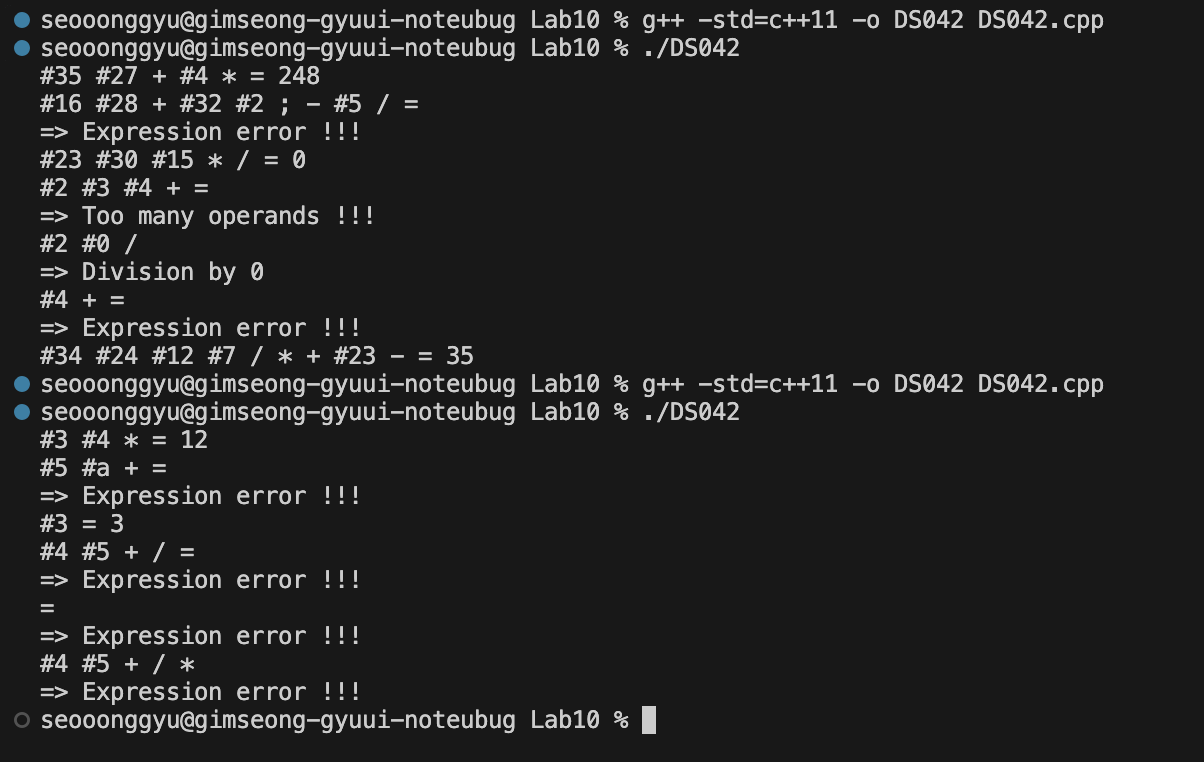 seooonggyu@gimseong-gyuui-noteubug Lab10 % g++ -std=c++11 -o DS042 DS042.cpp
seooonggyu@gimseong-gyuui-noteubug Lab10 % ./DS042
#35 #27 + #4 * = 248
#16 #28 + #32 #2 ; - #5 / =
=> Expression error !!!
#23 #30 #15 * / = 0
#2 #3 #4 + =
=> Too many operands !!!
#2 #0 /
=> Division by 0
#4 + =
=> Expression error !!!
#34 #24 #12 #7 / * + #23 - = 35
seooonggyu@gimseong-gyuui-noteubug Lab10 % g++ -std=c++11 -o DS042 DS042.cpp
seooonggyu@gimseong-gyuui-noteubug Lab10 % ./DS042
#3 #4 * = 12
#5 #a + =
=> Expression error !!!
#3 = 3
#4 #5 + / =
=> Expression error !!!
=
=> Expression error !!!
#4 #5 + / *
=> Expression error !!!
seooonggyu@gimseong-gyuui-noteubug Lab10 %